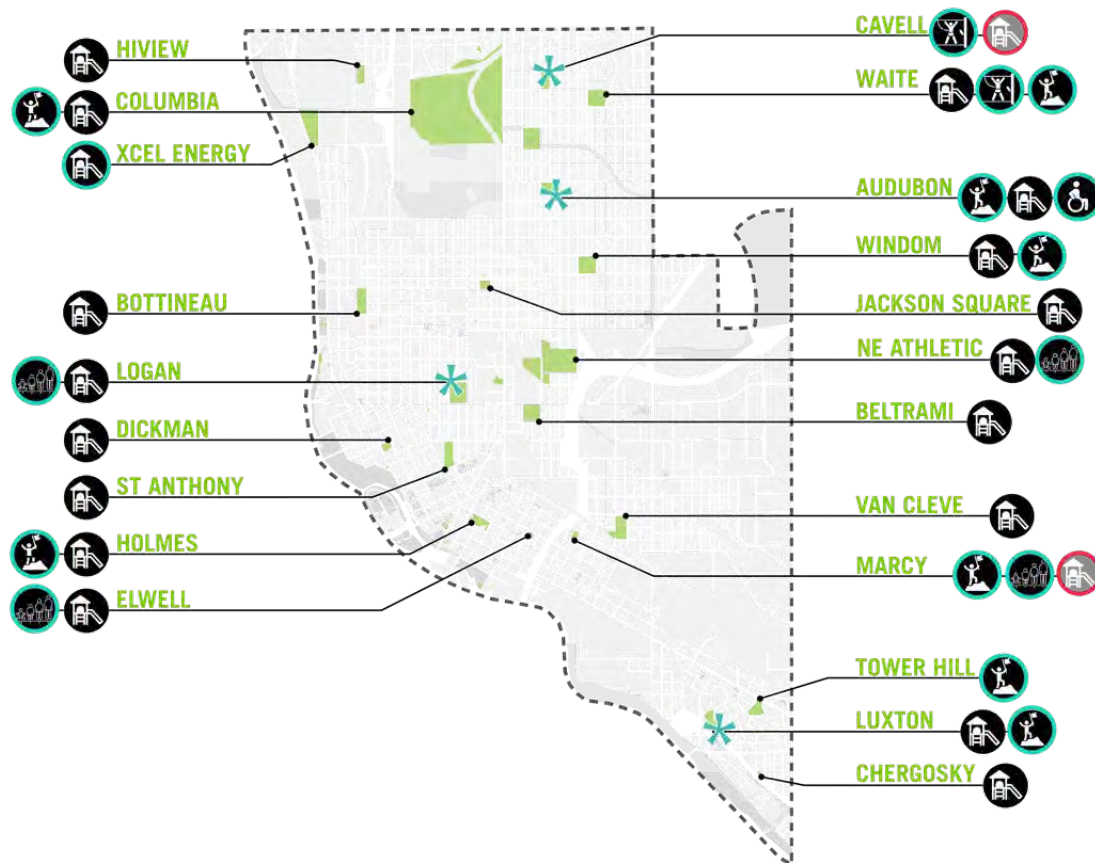 HIVIEW
COLUMBIA
XCEL ENERGY
BOTTINEAU
LOGAN
DICKMAN
ST ANTHONY
HOLMES
ELWELL
CAVELL
WAITE
AUDUBON
WINDOM
JACKSON SQUARE
NE ATHLETIC
BELTRAMI
VAN CLEVE
MARCY
TOWER HILL
LUXTON
CHERGOSKY